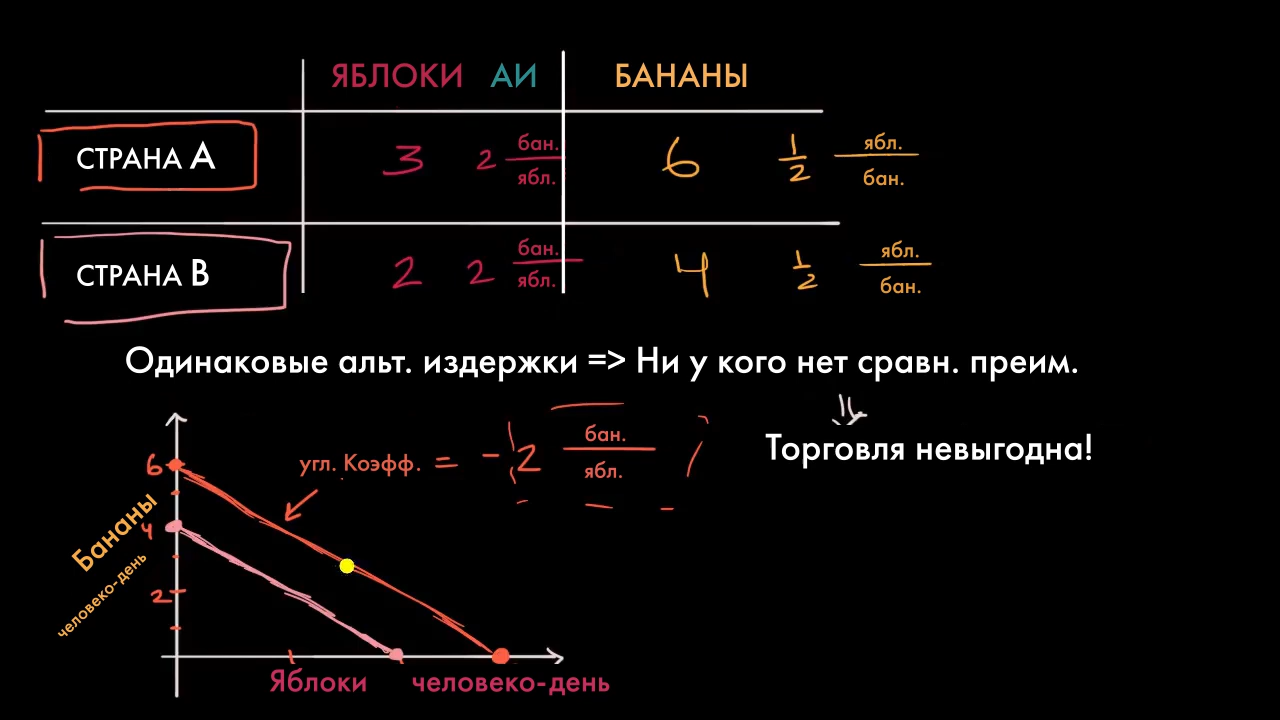 ЯБЛОКИ АИ БАНАНЫ
СТРАНА А 3 2 бан./ябл. 6 1/2 ябл./бан.
СТРАНА В 2 2 бан./ябл. 4 1/2 ябл./бан.
Одинаковые альт. издержки => Ни у кого нет сравн. преим.
Торговля невыгодна!
угл. Коэфф. = -2 бан./ябл.
6
4
2
Бананы
человеко-день
Яблоки человеко-день